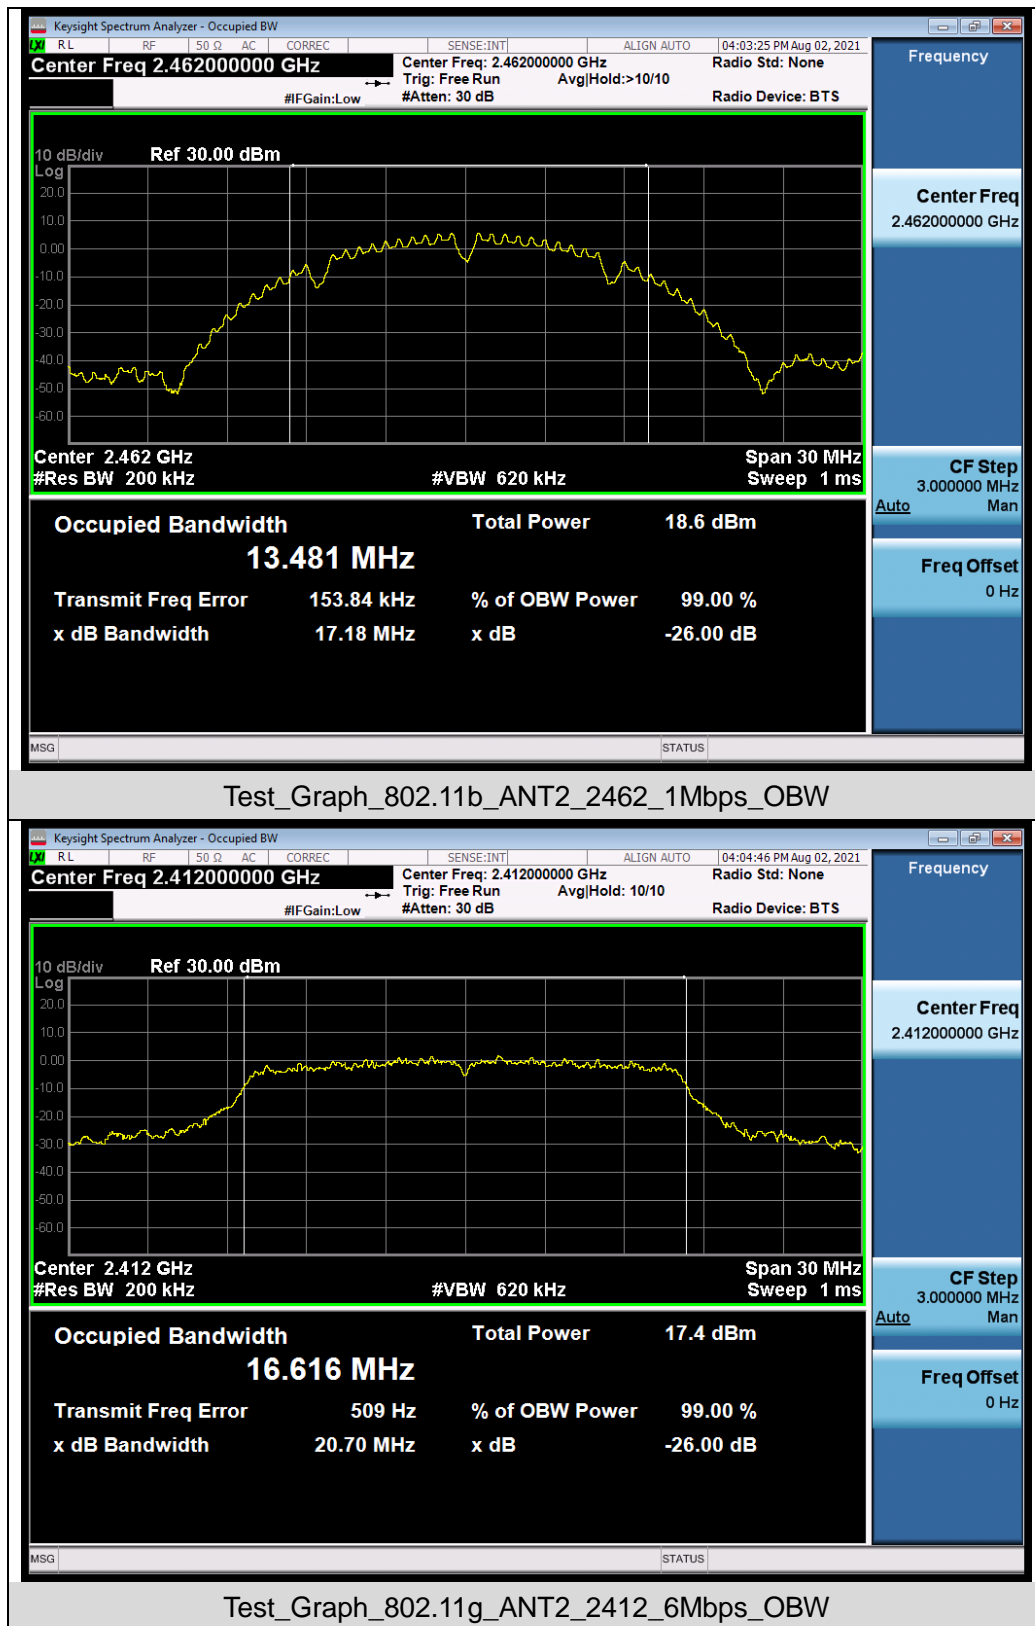 Keysight Spectrum Analyzer - Occupied BW
LXI RL RF 50 Ω AC CORREC SENSE:INT ALIGN AUTO 04:03:25 PM Aug 02, 2021
Center Freq 2.462000000 GHz
Center Freq: 2.462000000 GHz Radio Std: None
Trig: Free Run Avg|Hold:>10/10
#IFGain:Low #Atten: 30 dB Radio Device: BTS
Frequency
10 dB/div Ref 30.00 dBm
Log
20.0
10.0
0.00
-10.0
-20.0
-30.0
-40.0
-50.0
-60.0
Center 2.462 GHz Span 30 MHz
#Res BW 200 kHz #VBW 620 kHz Sweep 1 ms
Center Freq
2.462000000 GHz
CF Step
3.000000 MHz
Auto Man
Freq Offset
0 Hz
Occupied Bandwidth Total Power 18.6 dBm
13.481 MHz
Transmit Freq Error 153.84 kHz % of OBW Power 99.00 %
x dB Bandwidth 17.18 MHz x dB -26.00 dB
MSG STATUS
Test_Graph_802.11b_ANT2_2462_1Mbps_OBW
Keysight Spectrum Analyzer - Occupied BW
LXI RL RF 50 Ω AC CORREC SENSE:INT ALIGN AUTO 04:04:46 PM Aug 02, 2021
Center Freq 2.412000000 GHz
Center Freq: 2.412000000 GHz Radio Std: None
Trig: Free Run Avg|Hold: 10/10
#IFGain:Low #Atten: 30 dB Radio Device: BTS
Frequency
10 dB/div Ref 30.00 dBm
Log
20.0
10.0
0.00
-10.0
-20.0
-30.0
-40.0
-50.0
-60.0
Center 2.412 GHz Span 30 MHz
#Res BW 200 kHz #VBW 620 kHz Sweep 1 ms
Center Freq
2.412000000 GHz
CF Step
3.000000 MHz
Auto Man
Freq Offset
0 Hz
Occupied Bandwidth Total Power 17.4 dBm
16.616 MHz
Transmit Freq Error 509 Hz % of OBW Power 99.00 %
x dB Bandwidth 20.70 MHz x dB -26.00 dB
MSG STATUS
Test_Graph_802.11g_ANT2_2412_6Mbps_OBW